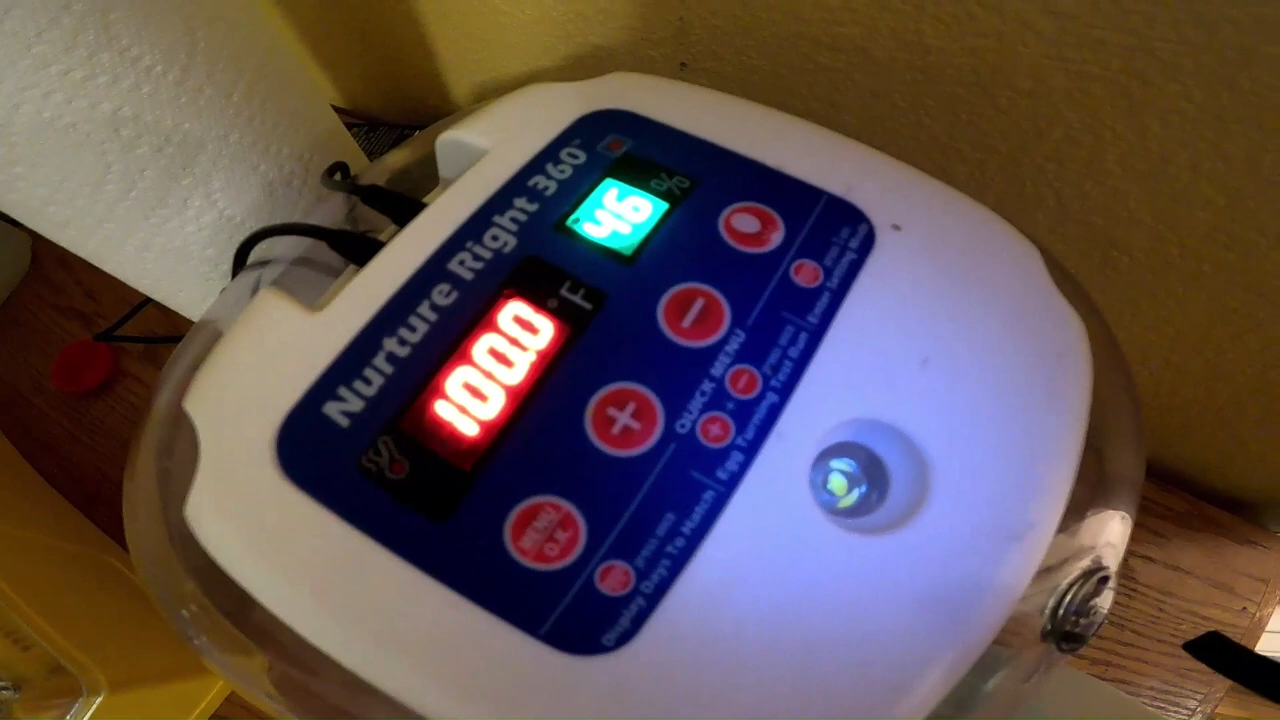 Nurture Right 360™
46 %
100.0 °F
MENU
O.K.
QUICK MENU
Display Days To Hatch
Egg Turning Test Run
Enter Setting Mode